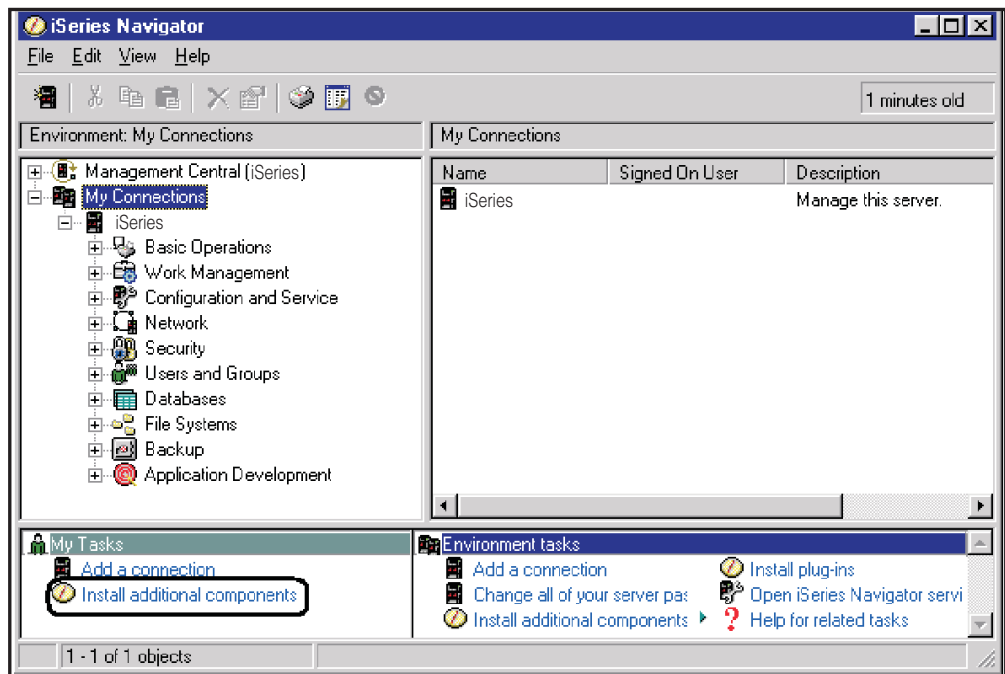 iSeries Navigator
File Edit View Help
1 minutes old
Environment: My Connections
My Connections
Management Central (iSeries)
My Connections
iSeries
Basic Operations
Work Management
Configuration and Service
Network
Security
Users and Groups
Databases
File Systems
Backup
Application Development
Name Signed On User Description
iSeries Manage this server.
My Tasks
Add a connection
Install additional components
Environment tasks
Add a connection
Change all of your server pas
Install additional components
Install plug-ins
Open iSeries Navigator servi
Help for related tasks
1 - 1 of 1 objects